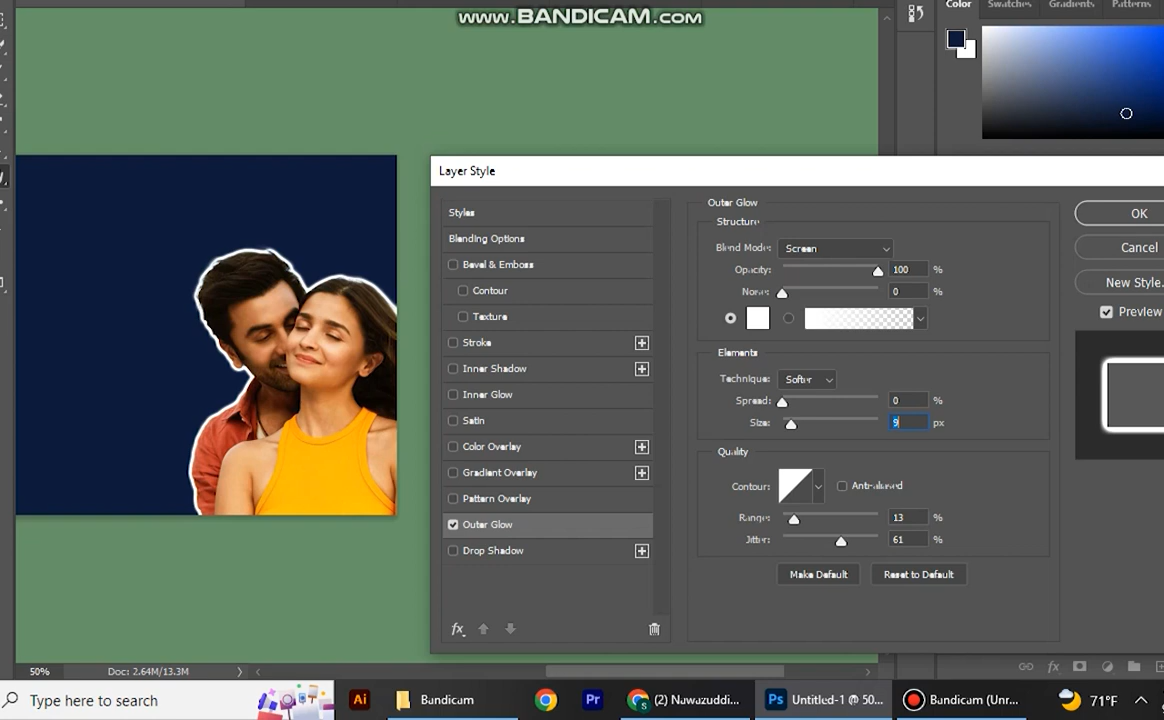 WWW.BANDICAM.COM
Color Swatches Gradients Patterns
Layer Style
Styles
Blending Options
Bevel & Emboss
Contour
Texture
Stroke
Inner Shadow
Inner Glow
Satin
Color Overlay
Gradient Overlay
Pattern Overlay
Outer Glow
Drop Shadow
fx
Outer Glow
Structure
Blend Mode: Screen
Opacity: 100 %
Noise: 0 %
Elements
Technique: Softer
Spread: 0 %
Size: 9 px
Quality
Contour: Anti-aliased
Range: 13 %
Jitter: 61 %
Make Default Reset to Default
OK
Cancel
New Style.
Preview
50% Doc: 2.64M/13.3M
fx
Type here to search
Ai Bandicam Pr (2) Nawazuddi... Ps Untitled-1 @ 50... Bandicam (Unr... 71°F